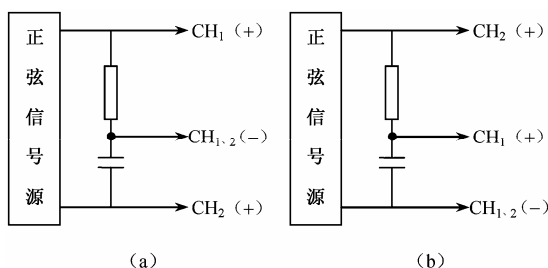 正弦信号源
CH₁（+）
CH₁、₂（−）
CH₂（+）
(a)
正弦信号源
CH₂（+）
CH₁（+）
CH₁、₂（−）
(b)